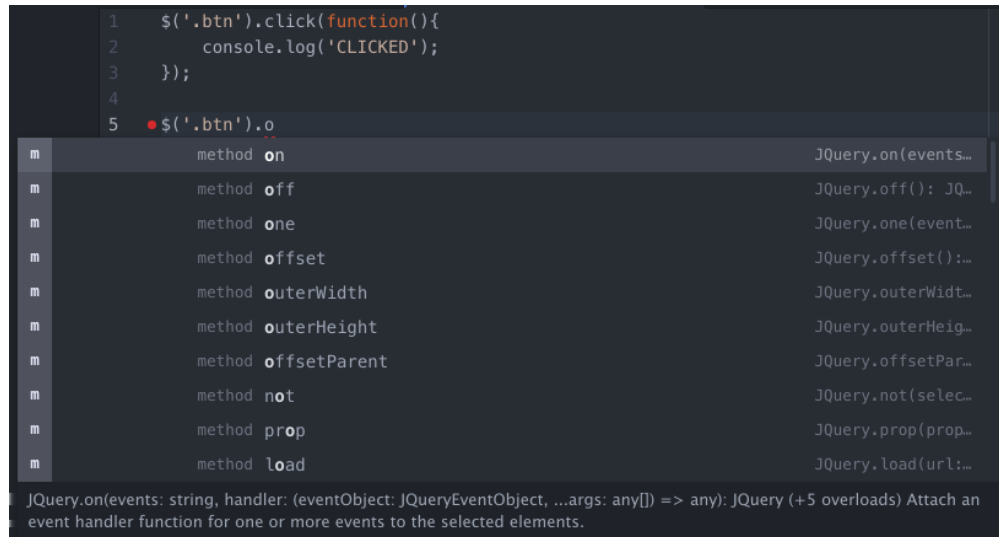 1 $('.btn').click(function(){
2 console.log('CLICKED');
3 });
4
5 $('.btn').o
m method on JQuery.on(events…
m method off JQuery.off(): JQ…
m method one JQuery.one(event…
m method offset JQuery.offset():…
m method outerWidth JQuery.outerWidt…
m method outerHeight JQuery.outerHeig…
m method offsetParent JQuery.offsetPar…
m method not JQuery.not(selec…
m method prop JQuery.prop(prop…
m method load JQuery.load(url:…
JQuery.on(events: string, handler: (eventObject: JQueryEventObject, ...args: any[]) => any): JQuery (+5 overloads) Attach an
event handler function for one or more events to the selected elements.